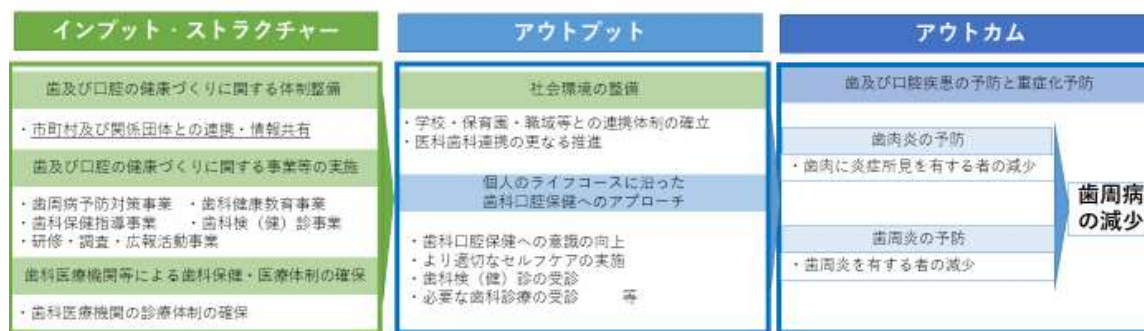 インプット・ストラクチャー
歯及び口腔の健康づくりに関する体制整備
・市町村及び関係団体との連携・情報共有
歯及び口腔の健康づくりに関する事業等の実施
・歯周病予防対策事業　・歯科健康教育事業
・歯科保健指導事業　・歯科検（健）診事業
・研修・調査・広報活動事業
歯科医療機関等による歯科保健・医療体制の確保
・歯科医療機関の診療体制の確保
アウトプット
社会環境の整備
・学校・保育園・職域等との連携体制の確立
・医科歯科連携の更なる推進
個人のライフコースに沿った
歯科口腔保健へのアプローチ
・歯科口腔保健への意識の向上
・より適切なセルフケアの実施
・歯科検（健）診の受診
・必要な歯科診療の受診　等
アウトカム
歯及び口腔疾患の予防と重症化予防
歯肉炎の予防
・歯肉に炎症所見を有する者の減少
歯周炎の予防
・歯周炎を有する者の減少
歯周病
の減少